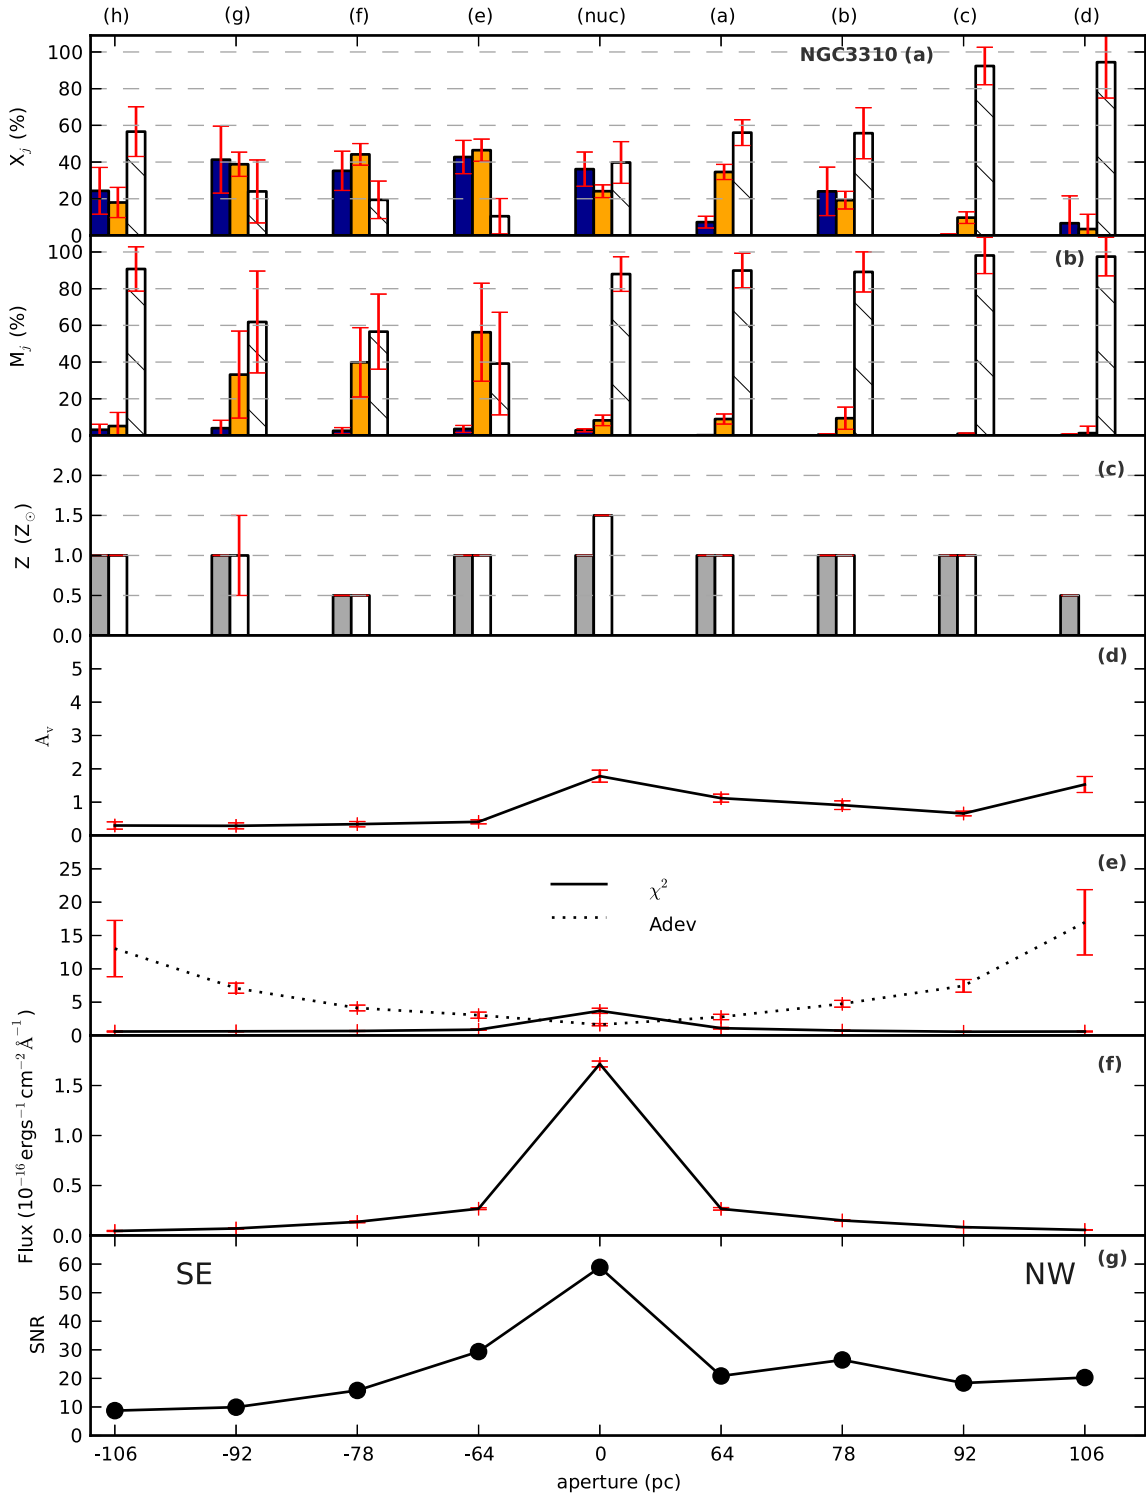 (h) (g) (f) (e) (nuc) (a) (b) (c) (d)
NGC3310 (a)
X_j (%)
100
80
60
40
20
0
(b)
M_j (%)
100
80
60
40
20
0
(c)
Z (Z_⊙)
2.0
1.5
1.0
0.5
0.0
(d)
A_v
5
4
3
2
1
0
(e)
χ²
Adev
25
20
15
10
5
0
(f)
Flux (10⁻¹⁶ ergs⁻¹ cm⁻² Å⁻¹)
1.5
1.0
0.5
0.0
(g)
SE
NW
SNR
60
50
40
30
20
10
0
-106 -92 -78 -64 0 64 78 92 106
aperture (pc)